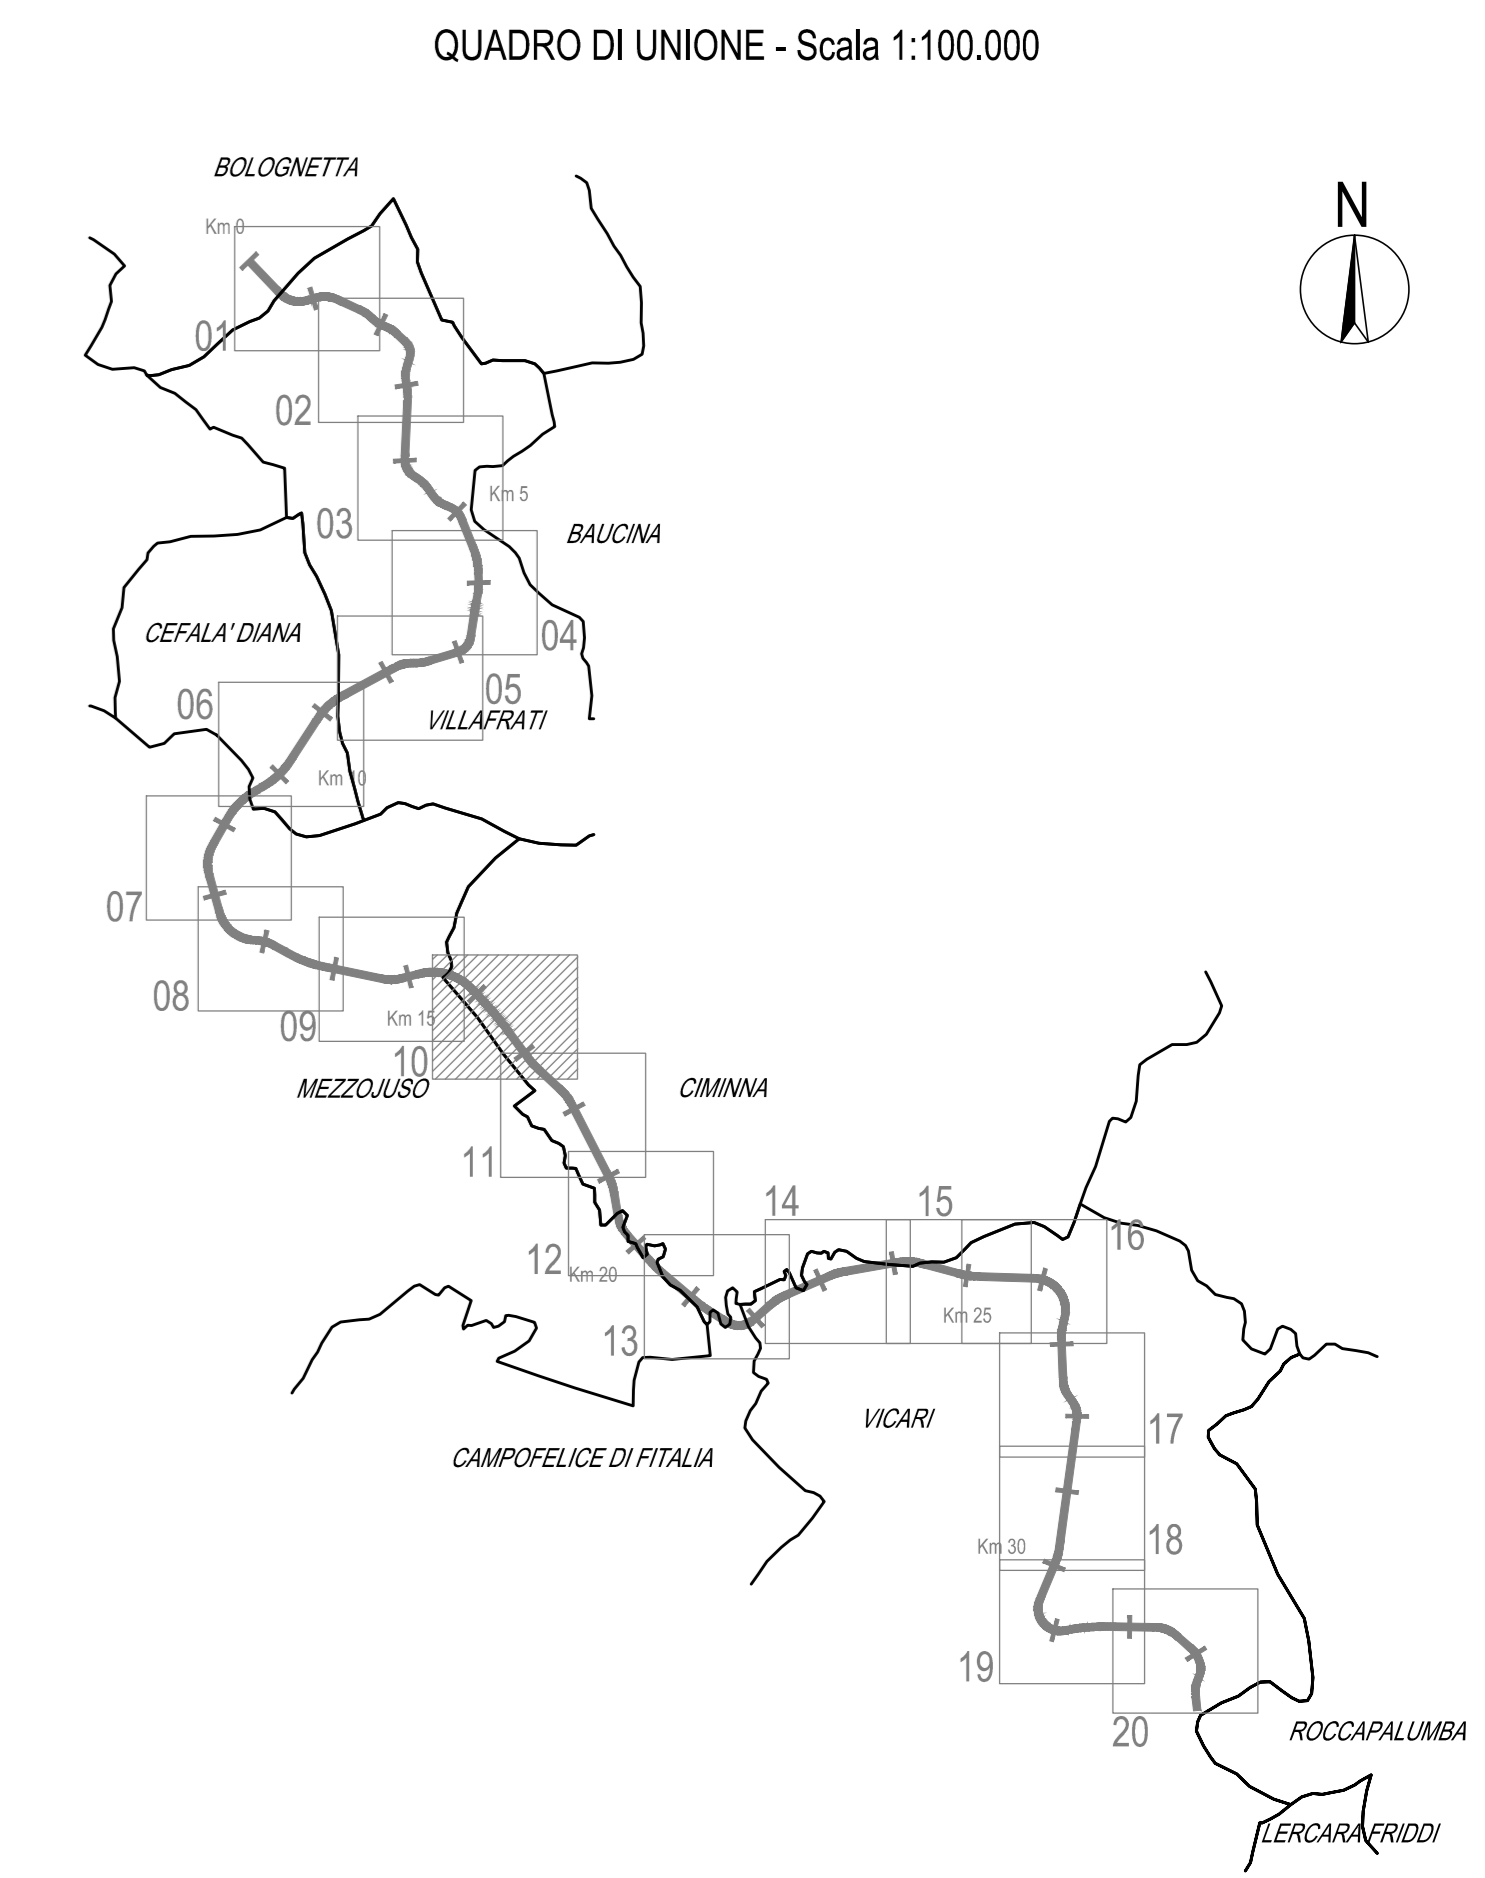 QUADRO DI UNIONE - Scala 1:100.000
BOLOGNETTA
N
Km 0
01
02
Km 5
03
BAUCINA
CEFALA' DIANA
04
05
06
VILLAFRATI
Km 10
07
08
Km 15
09
10
MEZZOJUSO
CIMINNA
11
14
15
16
12
Km 20
Km 25
13
VICARI
17
CAMPOFELICE DI FITALIA
18
Km 30
19
20
ROCCAPALUMBA
LERCARA FRIDDI